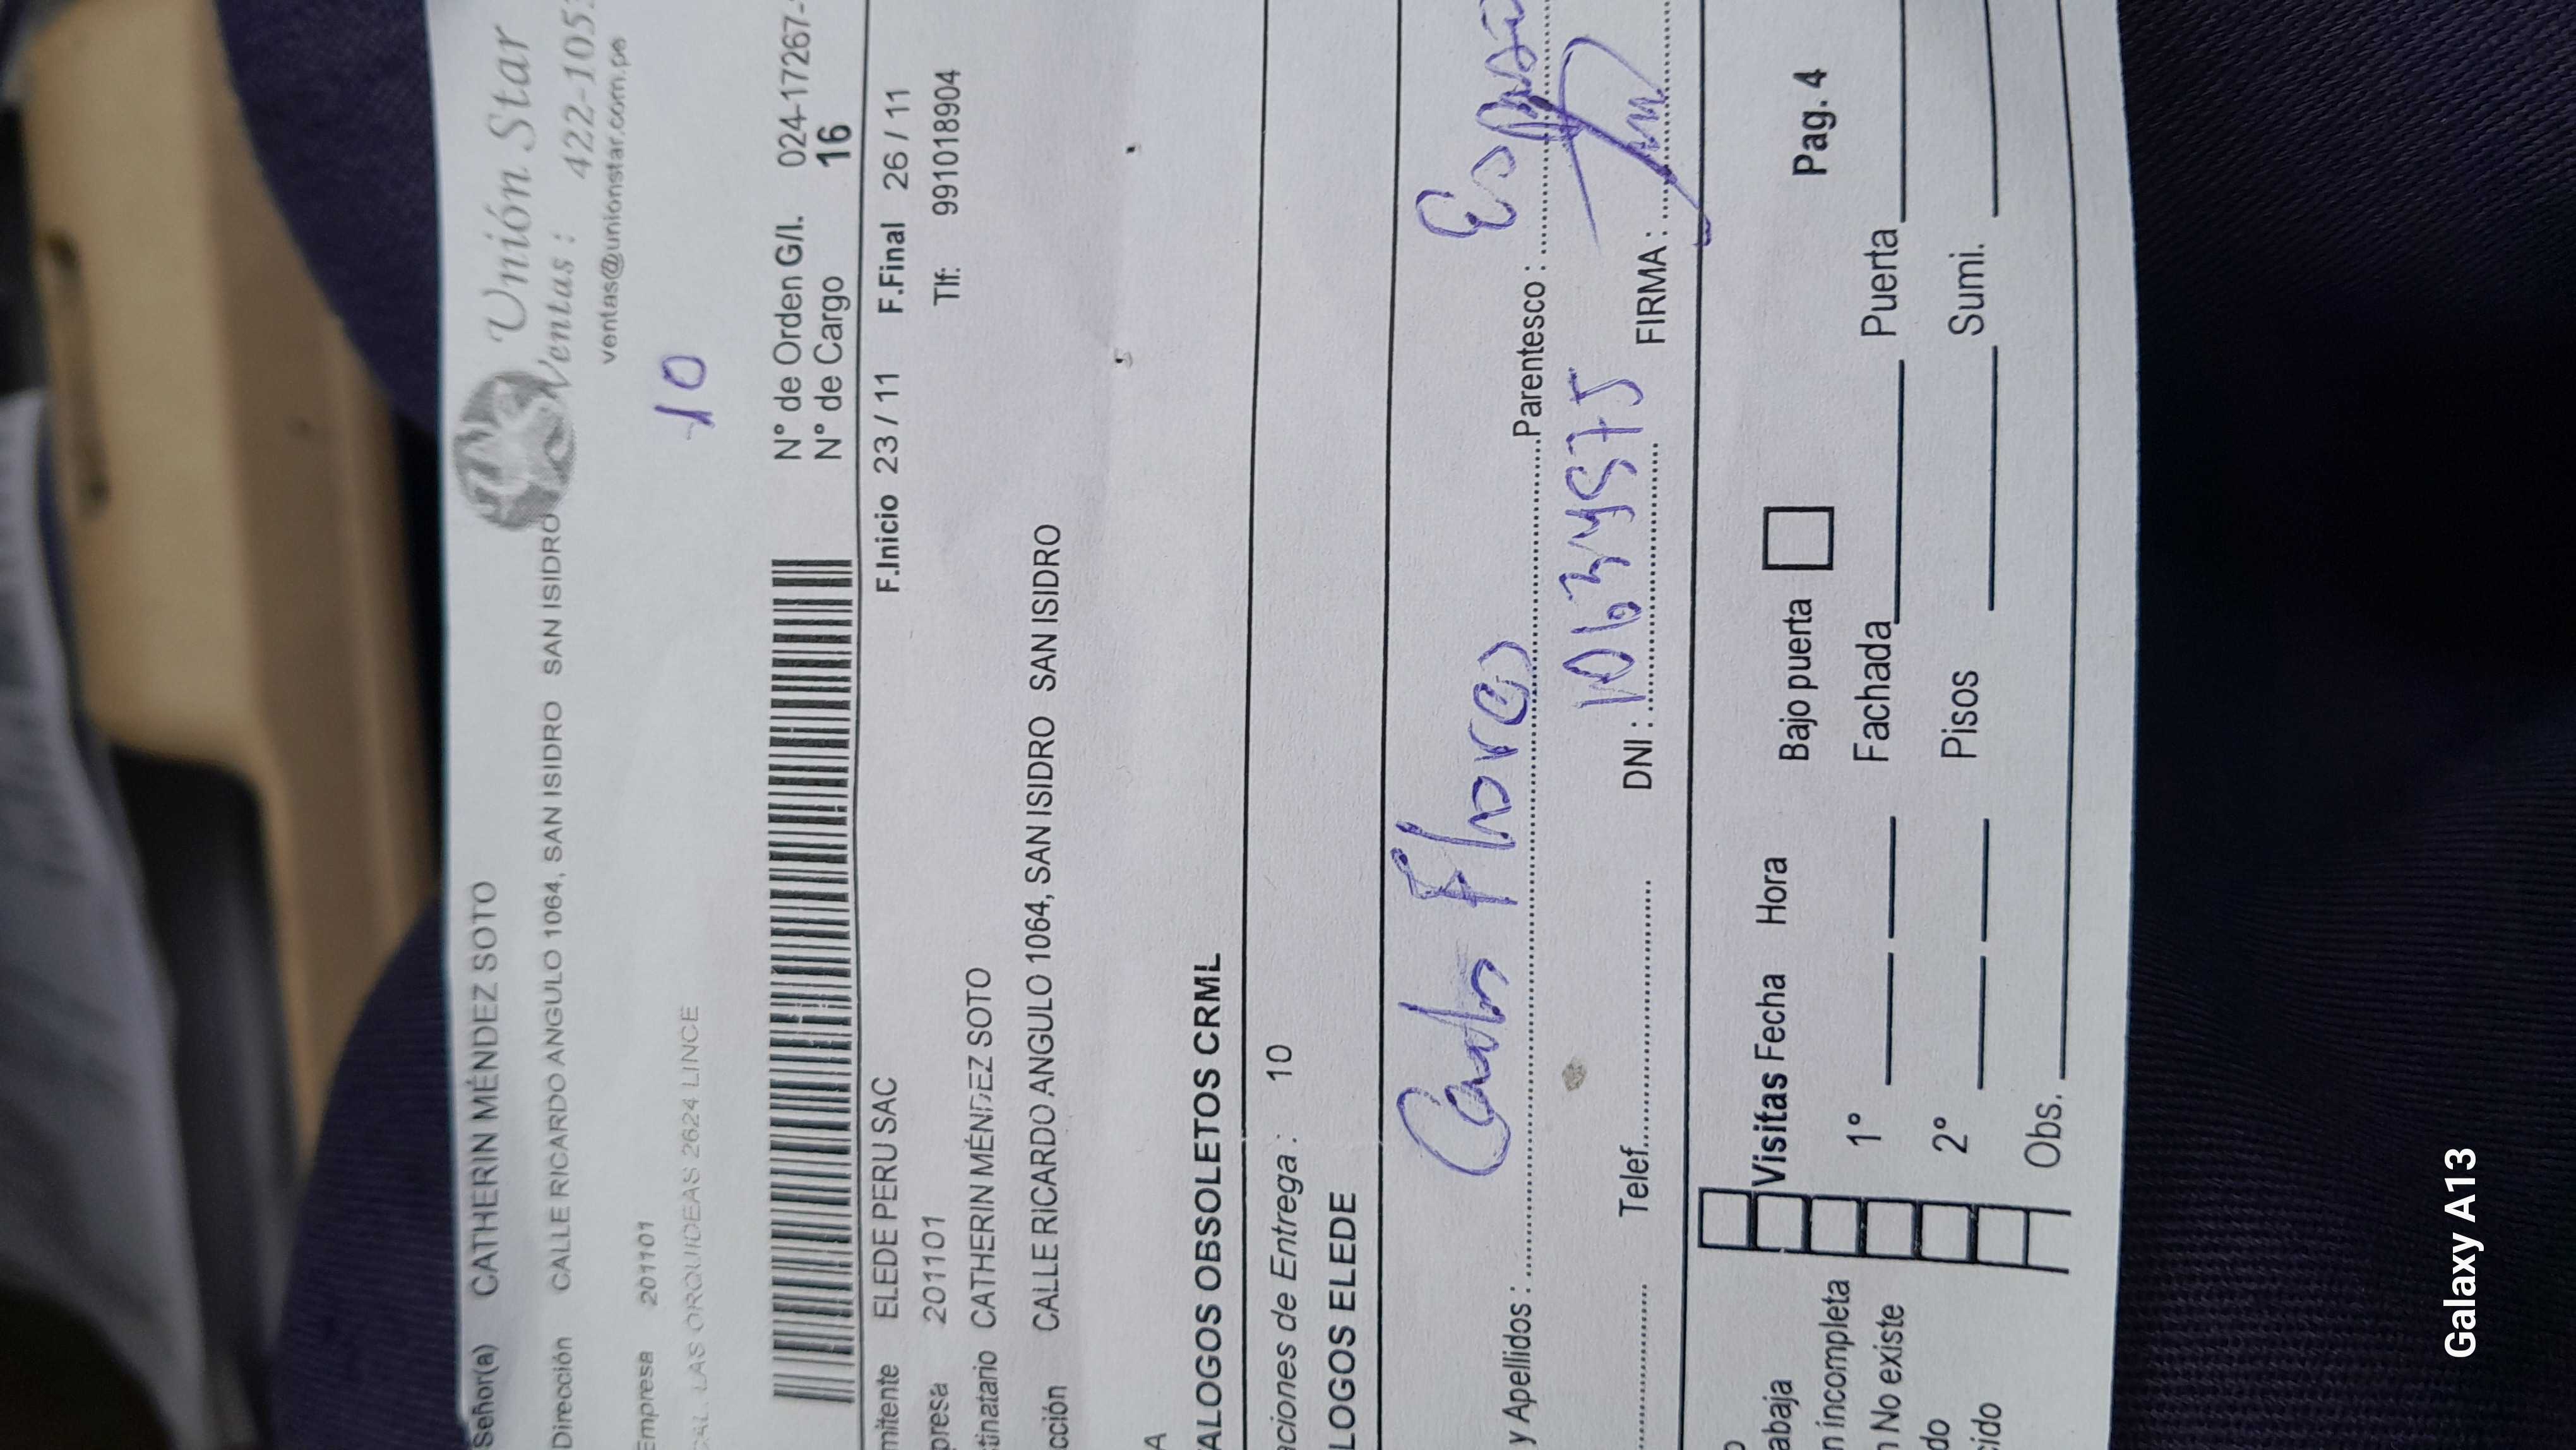 Señor(a) CATHERIN MÉNDEZ SOTO
Unión Star
Dirección CALLE RICARDO ANGULO 1064, SAN ISIDRO SAN ISIDRO
Ventas : 422-105
ventas@unionstar.com.pe
Empresa 201101
CAL. LAS ORQUIDEAS 2624 LINCE
10
N° de Orden G/I. 024-17267-
N° de Cargo 16
mitente ELEDE PERU SAC F.Inicio 23 / 11 F.Final 26 / 11
presa 201101 Tlf: 991018904
tinatario CATHERIN MÉNDEZ SOTO
cción CALLE RICARDO ANGULO 1064, SAN ISIDRO SAN ISIDRO
A
ALOGOS OBSOLETOS CRML
ciones de Entrega : 10
LOGOS ELEDE
y Apellidos : Carlos Flores Parentesco :
Telef. DNI : 10634575 FIRMA :
Visitas Fecha Hora Bajo puerta Pag. 4
abaja
1° Fachada Puerta
n incompleta
n No existe
2° Pisos Sumi.
do
cido
Obs.
Galaxy A13